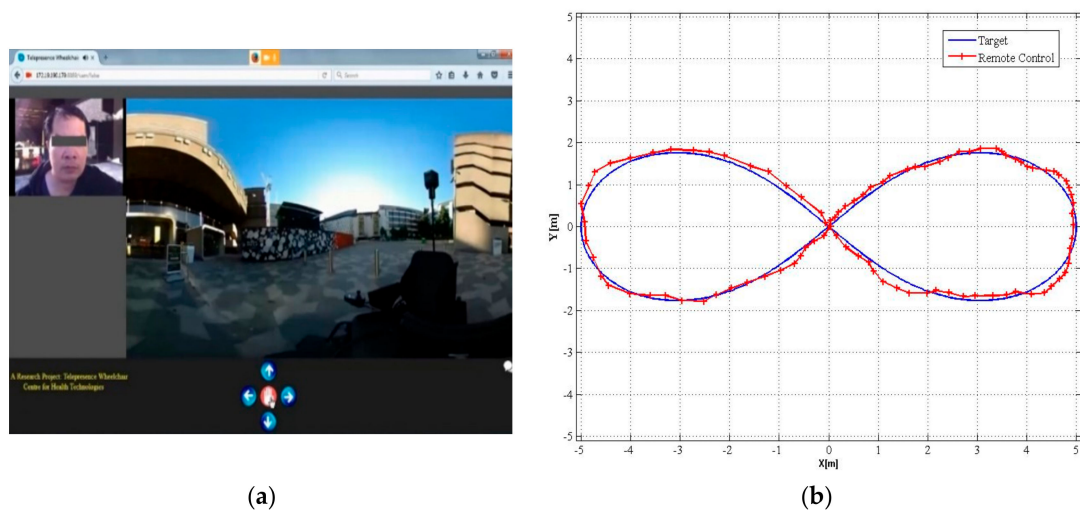 Telepresence Wheelchair
Search
A Research Project: Telepresence Wheelchair
Centre for Health Technologies
(a)
5
4
3
2
1
0
-1
-2
-3
-4
-5
Y[m]
Target
Remote Control
-5 -4 -3 -2 -1 0 1 2 3 4 5
X[m]
(b)